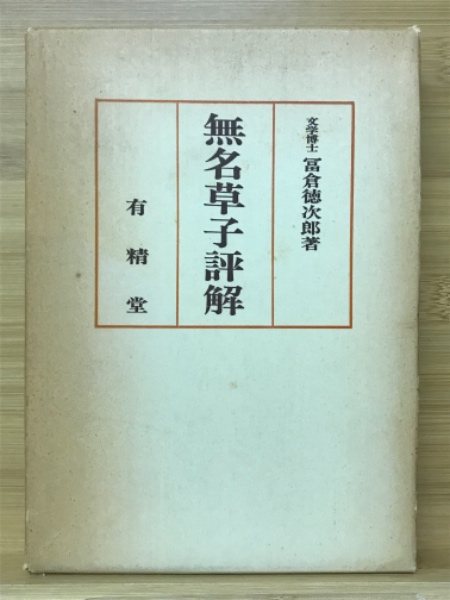 文学博士 冨倉徳次郎著
無名草子評解
有精堂